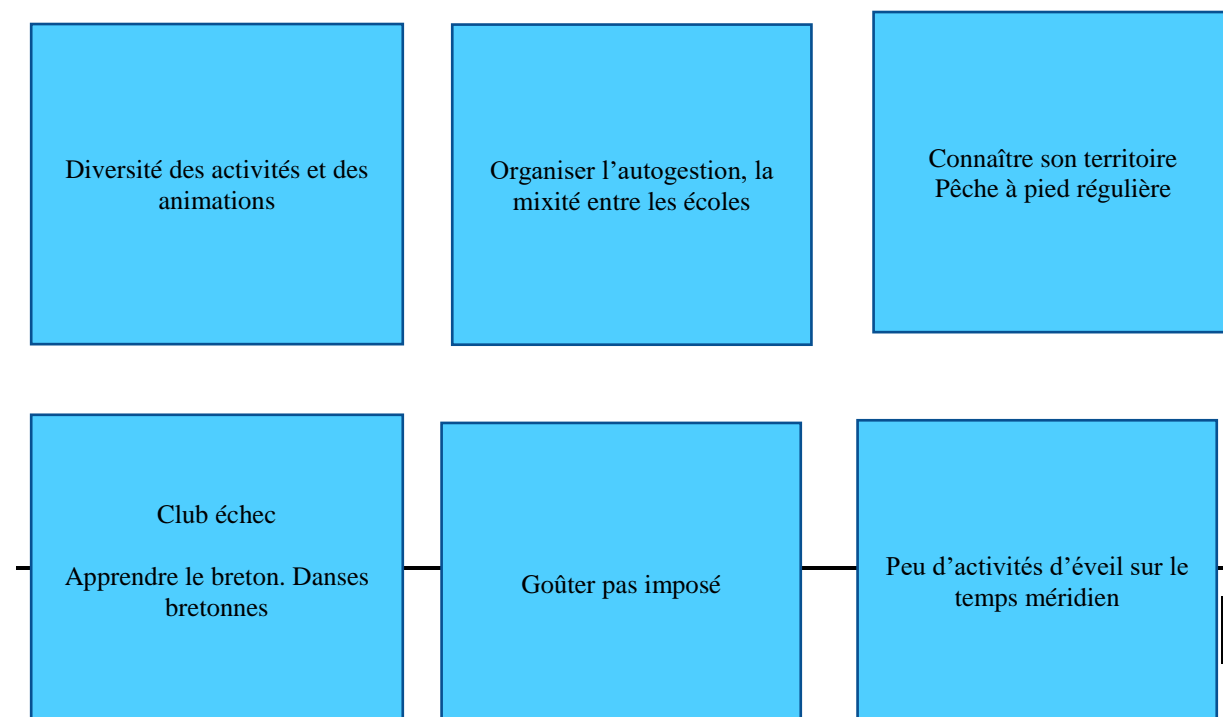 Diversité des activités et des
animations
Organiser l’autogestion, la
mixité entre les écoles
Connaître son territoire
Pêche à pied régulière
Club échec
Apprendre le breton. Danses
bretonnes
Goûter pas imposé
Peu d’activités d’éveil sur le
temps méridien